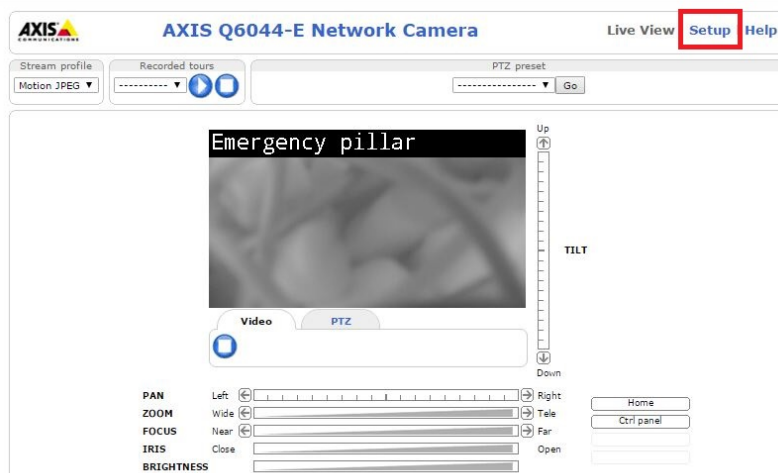 AXIS
COMMUNICATIONS
AXIS Q6044-E Network Camera
Live View Setup Help
Stream profile
Motion JPEG
Recorded tours
----------
PTZ preset
----------------
Go
Emergency pillar
Up
TILT
Down
Video PTZ
PAN Left Right
ZOOM Wide Tele
FOCUS Near Far
IRIS Close Open
BRIGHTNESS
Home
Ctrl panel